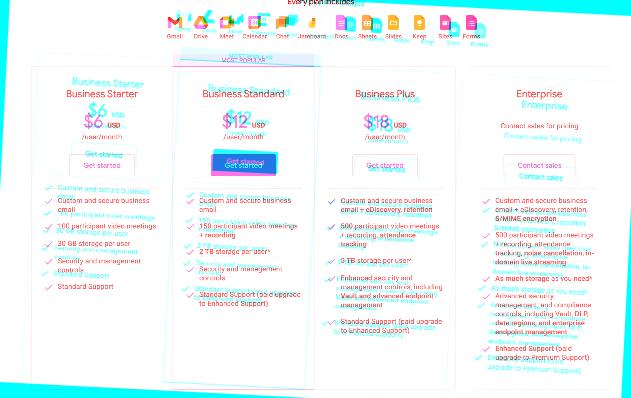 Every plan includes
Gmail Drive Meet Calendar Chat Jamboard Docs Sheets Slides Keep Sites Forms
MOST POPULAR
Business Starter
$6 USD
/user/month
Get started
Custom and secure business
email
100 participant video meetings
30 GB storage per user
Security and management
controls
Standard Support
Business Standard
$12 USD
/user/month
Get started
Custom and secure business
email
150 participant video meetings
+ recording
2 TB storage per user*
Security and management
controls
Standard Support (paid upgrade
to Enhanced Support)
Business Plus
$18 USD
/user/month
Get started
Custom and secure business
email + eDiscovery, retention
500 participant video meetings
+ recording, attendance
tracking
5 TB storage per user*
Enhanced security and
management controls, including
Vault and advanced endpoint
management
Standard Support (paid upgrade
to Enhanced Support)
Enterprise
Contact sales for pricing
Contact sales
Custom and secure business
email + eDiscovery, retention,
S/MIME encryption
500 participant video meetings
+ recording, attendance
tracking, noise cancellation, in-
domain live streaming
As much storage as you need*
Advanced security,
management, and compliance
controls, including Vault, DLP,
data regions, and enterprise
endpoint management
Enhanced Support (paid
upgrade to Premium Support)